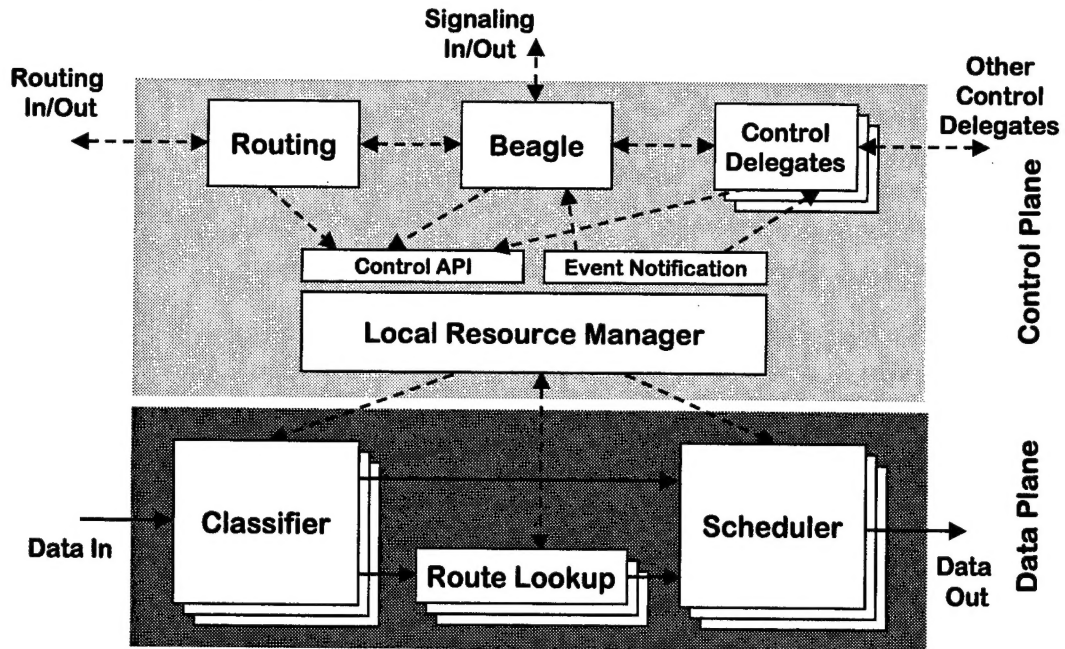 Signaling
In/Out
Routing
In/Out
Other
Control
Delegates
Routing
Beagle
Control
Delegates
Control API
Event Notification
Local Resource Manager
Control Plane
Classifier
Route Lookup
Scheduler
Data In
Data
Out
Data Plane